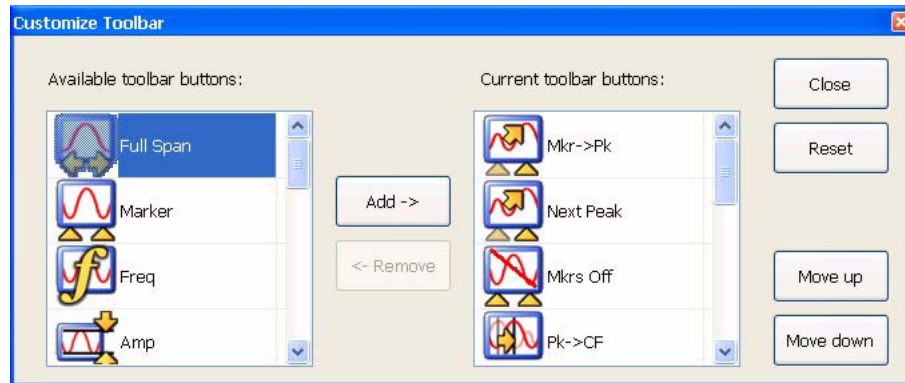 Customize Toolbar
Available toolbar buttons:
Full Span
Marker
Freq
Amp
Add ->
<- Remove
Current toolbar buttons:
Mkr->Pk
Next Peak
Mkrs Off
Pk->CF
Close
Reset
Move up
Move down